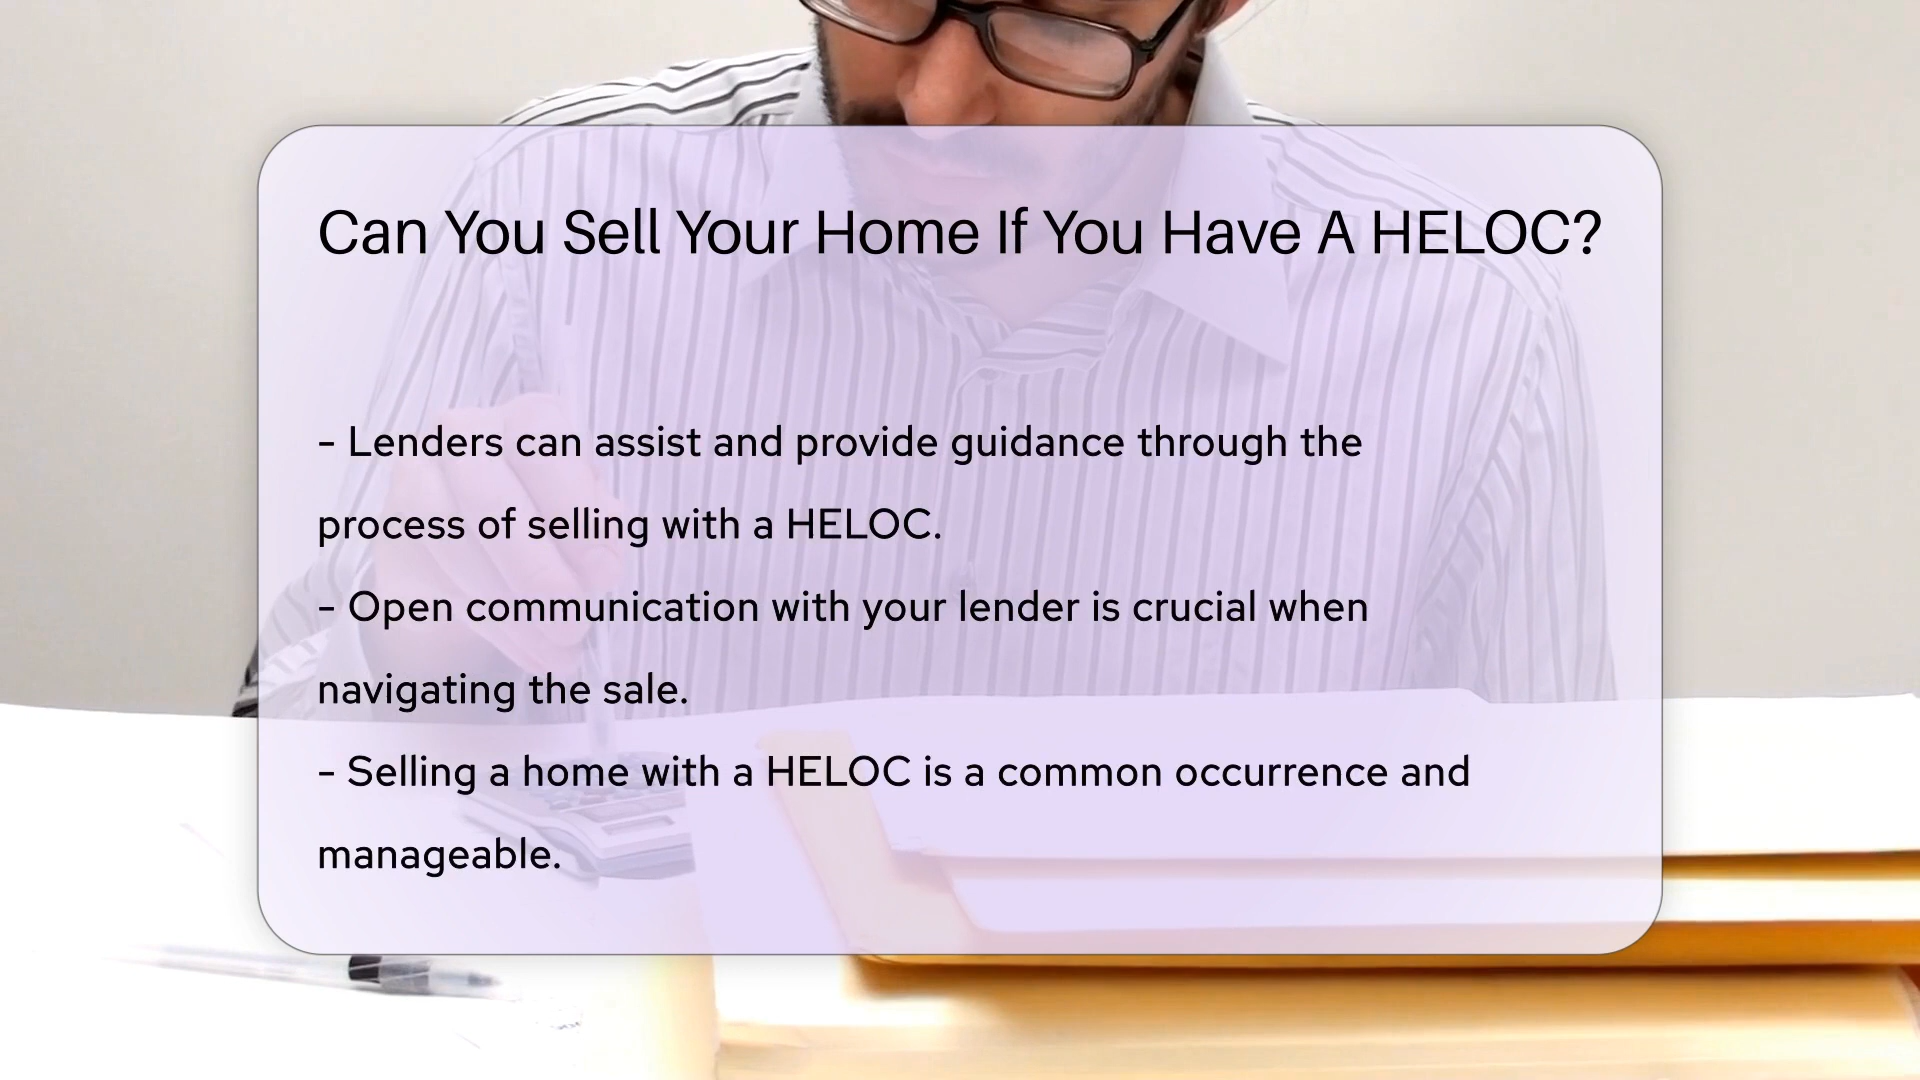 Can You Sell Your Home If You Have A HELOC?
- Lenders can assist and provide guidance through the
process of selling with a HELOC.
- Open communication with your lender is crucial when
navigating the sale.
- Selling a home with a HELOC is a common occurrence and
manageable.